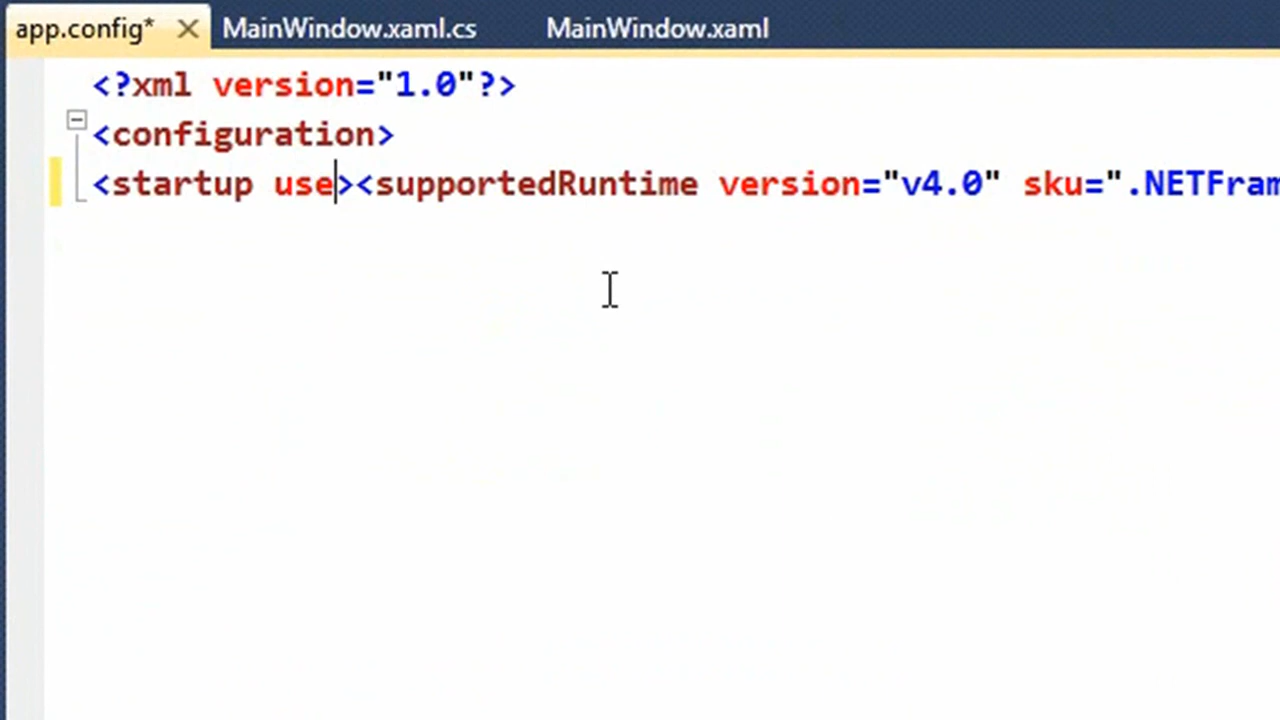 app.config* MainWindow.xaml.cs MainWindow.xaml
<?xml version="1.0"?>
<configuration>
<startup use><supportedRuntime version="v4.0" sku=".NETFram